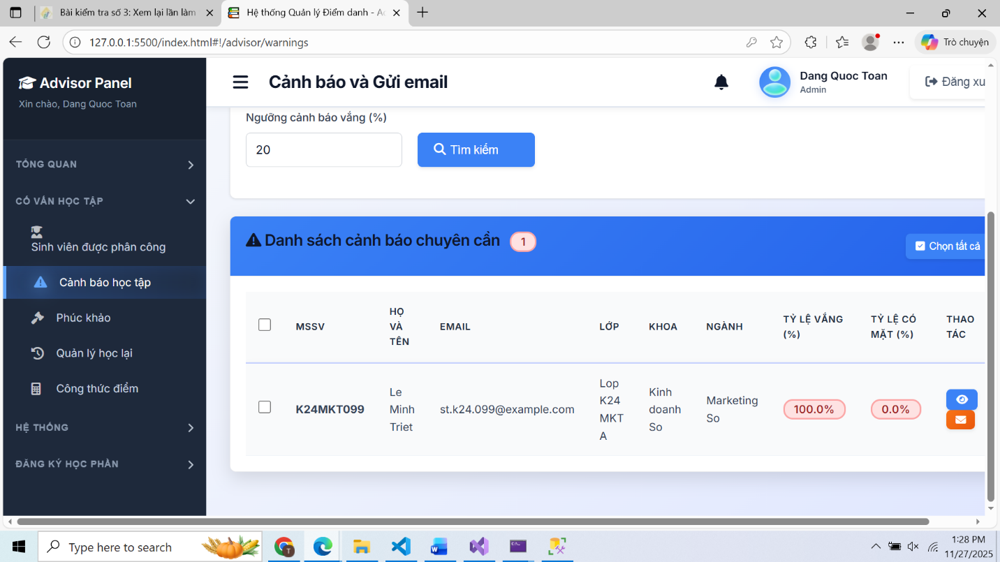 Bài kiểm tra số 3: Xem lại lần làm
Hệ thống Quản lý Điểm danh - Ad
127.0.0.1:5500/index.html#!/advisor/warnings
Trò chuyện
Advisor Panel
Xin chào, Dang Quoc Toan
TỔNG QUAN
CỐ VẤN HỌC TẬP
Sinh viên được phân công
Cảnh báo học tập
Phúc khảo
Quản lý học lại
Công thức điểm
HỆ THỐNG
ĐĂNG KÝ HỌC PHẦN
Cảnh báo và Gửi email
Dang Quoc Toan
Admin
Đăng xu
Ngưỡng cảnh báo vắng (%)
20
Tìm kiếm
Danh sách cảnh báo chuyên cần 1
Chọn tất cả
MSSV
HỌ
VÀ
TÊN
EMAIL
LỚP
KHOA
NGÀNH
TỶ LỆ VẮNG
(%)
TỶ LỆ CÓ
MẶT (%)
THAO
TÁC
K24MKT099
Le
Minh
Triet
st.k24.099@example.com
Lop
K24
MKT
A
Kinh
doanh
So
Marketing
So
100.0%
0.0%
Type here to search
T
1:28 PM
11/27/2025